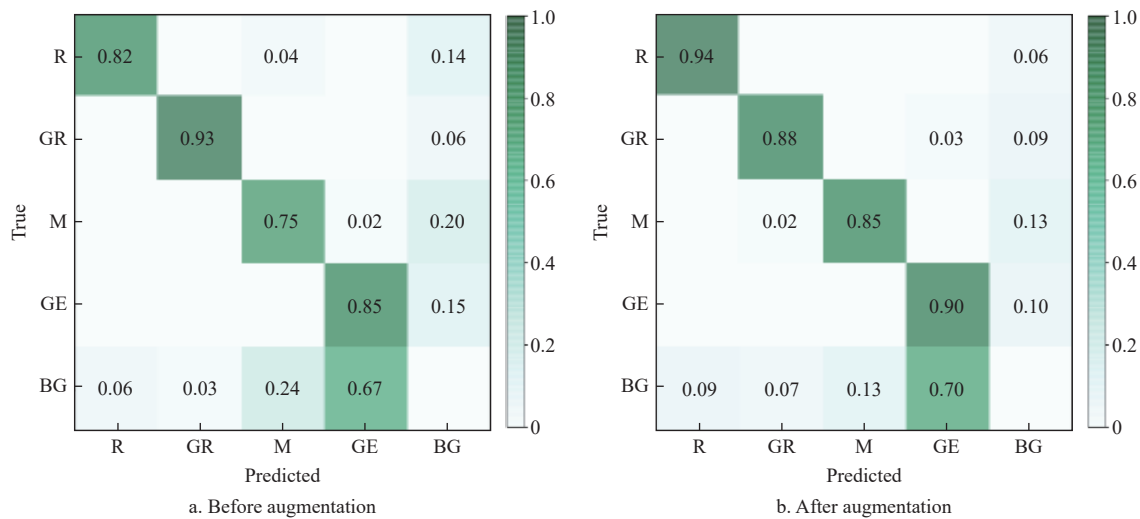 1.0
R 0.82 0.04 0.14
0.8
GR 0.93 0.06
0.6
M 0.75 0.02 0.20
True
0.4
GE 0.85 0.15
0.2
BG 0.06 0.03 0.24 0.67
0
R GR M GE BG
Predicted
a. Before augmentation
1.0
R 0.94 0.06
0.8
GR 0.88 0.03 0.09
0.6
M 0.02 0.85 0.13
True
0.4
GE 0.90 0.10
0.2
BG 0.09 0.07 0.13 0.70
0
R GR M GE BG
Predicted
b. After augmentation